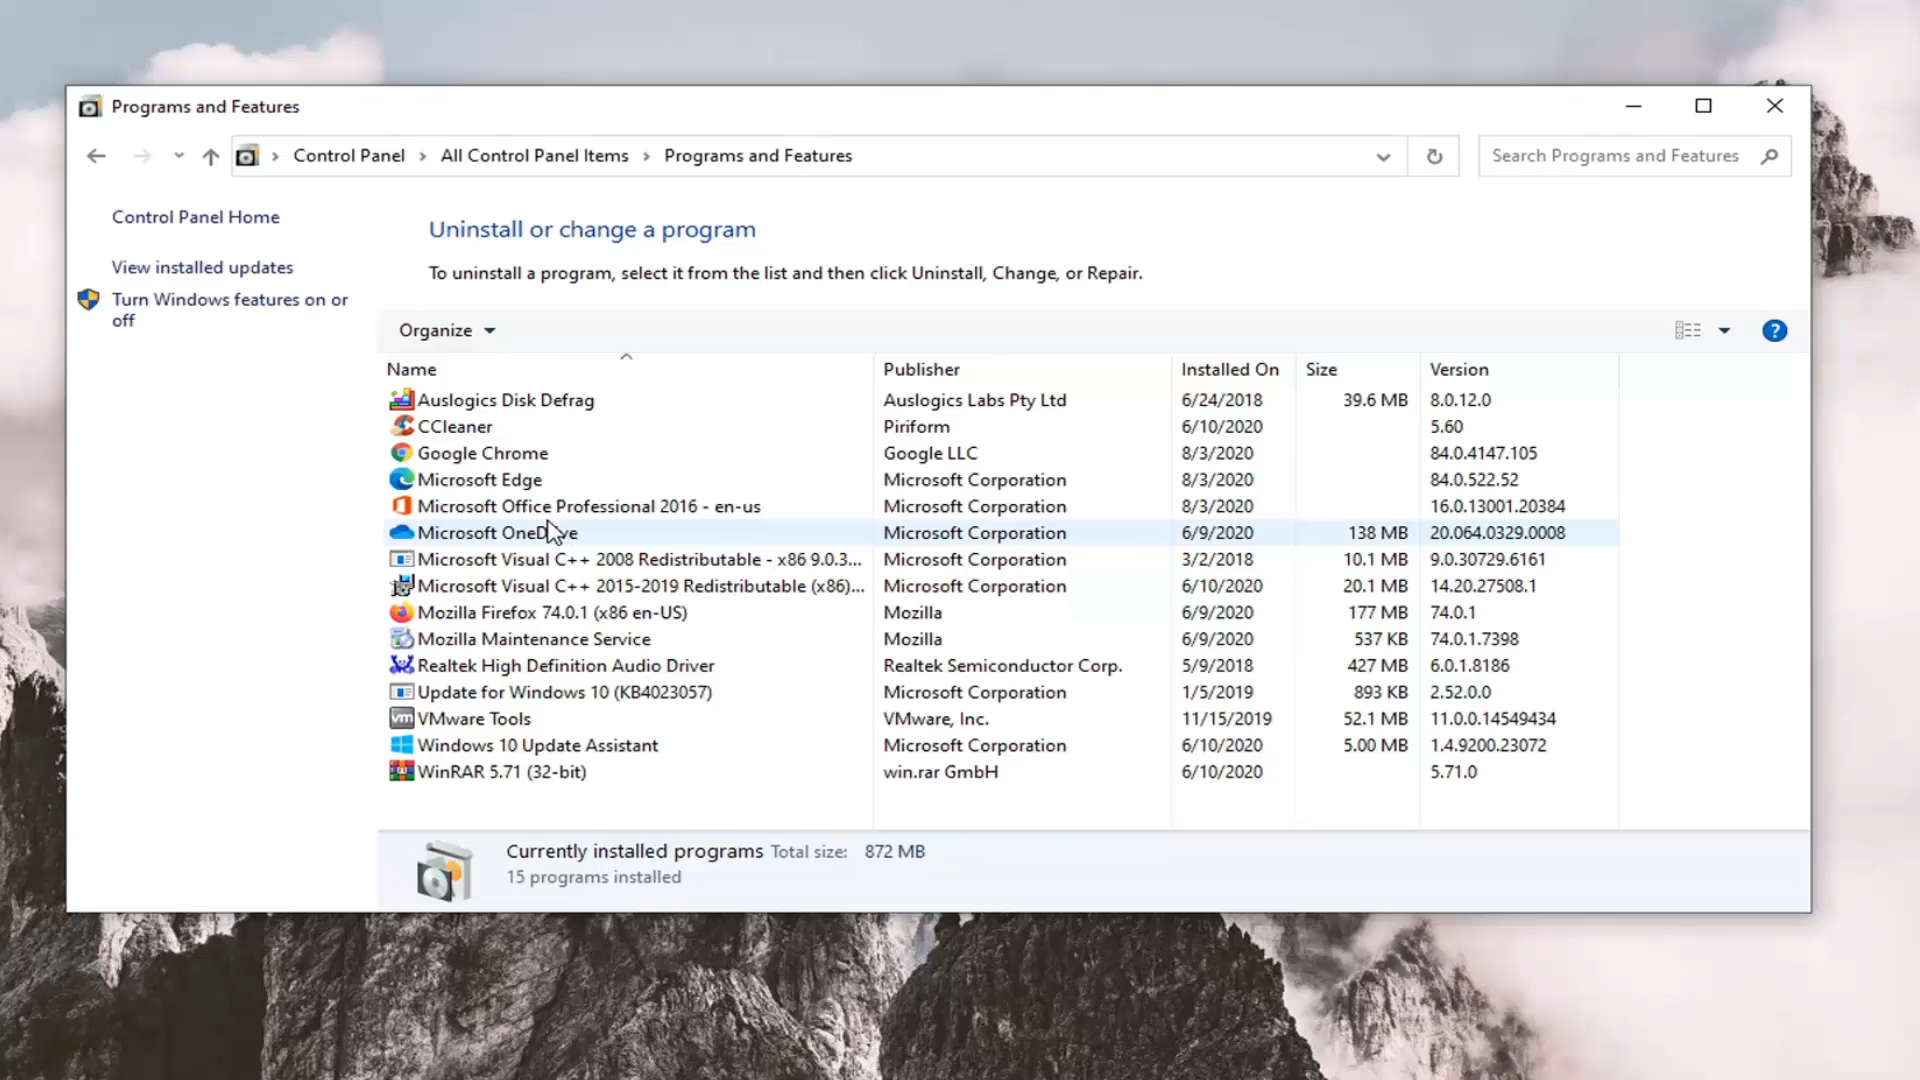 Programs and Features
Control Panel > All Control Panel Items > Programs and Features
Search Programs and Features
Control Panel Home
View installed updates
Turn Windows features on or
off
Uninstall or change a program
To uninstall a program, select it from the list and then click Uninstall, Change, or Repair.
Organize
?
Name Publisher Installed On Size Version
Auslogics Disk Defrag Auslogics Labs Pty Ltd 6/24/2018 39.6 MB 8.0.12.0
CCleaner Piriform 6/10/2020 5.60
Google Chrome Google LLC 8/3/2020 84.0.4147.105
Microsoft Edge Microsoft Corporation 8/3/2020 84.0.522.52
Microsoft Office Professional 2016 - en-us Microsoft Corporation 8/3/2020 16.0.13001.20384
Microsoft OneDrive Microsoft Corporation 6/9/2020 138 MB 20.064.0329.0008
Microsoft Visual C++ 2008 Redistributable - x86 9.0.3... Microsoft Corporation 3/2/2018 10.1 MB 9.0.30729.6161
Microsoft Visual C++ 2015-2019 Redistributable (x86)... Microsoft Corporation 6/10/2020 20.1 MB 14.20.27508.1
Mozilla Firefox 74.0.1 (x86 en-US) Mozilla 6/9/2020 177 MB 74.0.1
Mozilla Maintenance Service Mozilla 6/9/2020 537 KB 74.0.1.7398
Realtek High Definition Audio Driver Realtek Semiconductor Corp. 5/9/2018 427 MB 6.0.1.8186
Update for Windows 10 (KB4023057) Microsoft Corporation 1/5/2019 893 KB 2.52.0.0
vm VMware Tools VMware, Inc. 11/15/2019 52.1 MB 11.0.0.14549434
Windows 10 Update Assistant Microsoft Corporation 6/10/2020 5.00 MB 1.4.9200.23072
WinRAR 5.71 (32-bit) win.rar GmbH 6/10/2020 5.71.0
Currently installed programs Total size: 872 MB
15 programs installed